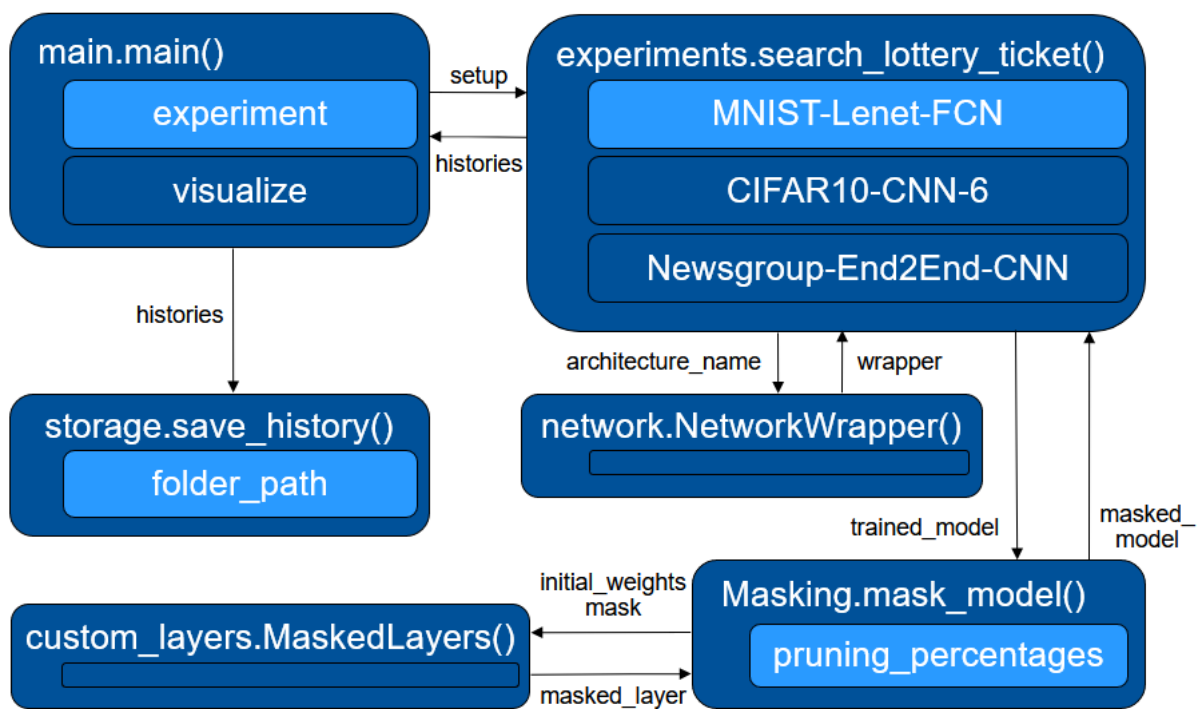 main.main()
experiment
visualize
setup
histories
experiments.search_lottery_ticket()
MNIST-Lenet-FCN
CIFAR10-CNN-6
Newsgroup-End2End-CNN
histories
architecture_name
wrapper
storage.save_history()
folder_path
network.NetworkWrapper()
trained_model
masked_
model
initial_weights
mask
custom_layers.MaskedLayers()
masked_layer
Masking.mask_model()
pruning_percentages